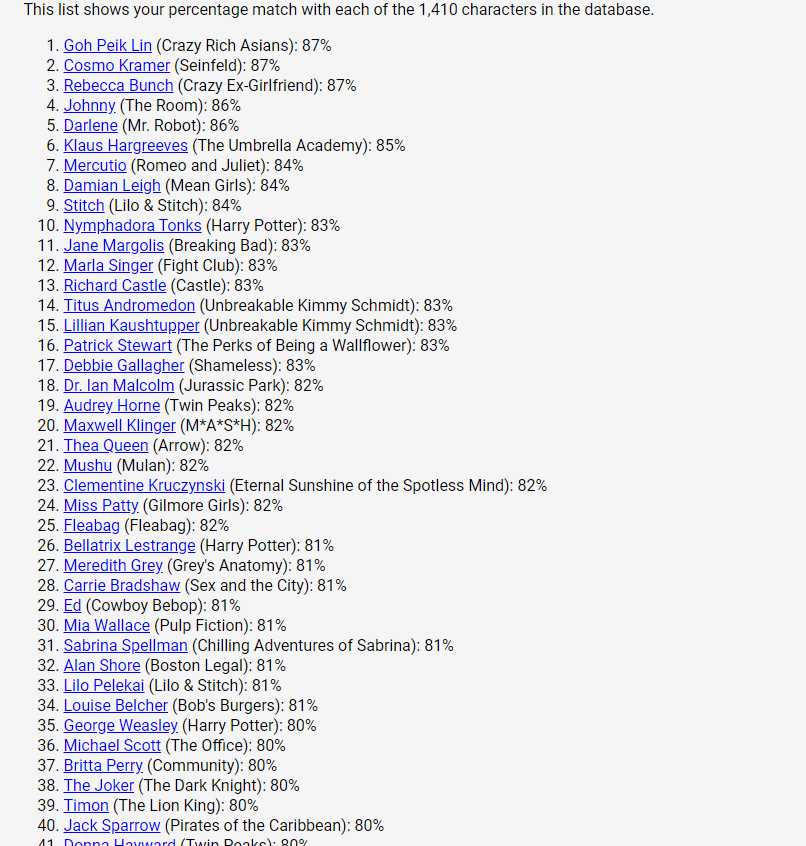 This list shows your percentage match with each of the 1,410 characters in the database.
1. Goh Peik Lin (Crazy Rich Asians): 87%
2. Cosmo Kramer (Seinfeld): 87%
3. Rebecca Bunch (Crazy Ex-Girlfriend): 87%
4. Johnny (The Room): 86%
5. Darlene (Mr. Robot): 86%
6. Klaus Hargreeves (The Umbrella Academy): 85%
7. Mercutio (Romeo and Juliet): 84%
8. Damian Leigh (Mean Girls): 84%
9. Stitch (Lilo & Stitch): 84%
10. Nymphadora Tonks (Harry Potter): 83%
11. Jane Margolis (Breaking Bad): 83%
12. Marla Singer (Fight Club): 83%
13. Richard Castle (Castle): 83%
14. Titus Andromedon (Unbreakable Kimmy Schmidt): 83%
15. Lillian Kaushtupper (Unbreakable Kimmy Schmidt): 83%
16. Patrick Stewart (The Perks of Being a Wallflower): 83%
17. Debbie Gallagher (Shameless): 83%
18. Dr. Ian Malcolm (Jurassic Park): 82%
19. Audrey Horne (Twin Peaks): 82%
20. Maxwell Klinger (M*A*S*H): 82%
21. Thea Queen (Arrow): 82%
22. Mushu (Mulan): 82%
23. Clementine Kruczynski (Eternal Sunshine of the Spotless Mind): 82%
24. Miss Patty (Gilmore Girls): 82%
25. Fleabag (Fleabag): 82%
26. Bellatrix Lestrange (Harry Potter): 81%
27. Meredith Grey (Grey's Anatomy): 81%
28. Carrie Bradshaw (Sex and the City): 81%
29. Ed (Cowboy Bebop): 81%
30. Mia Wallace (Pulp Fiction): 81%
31. Sabrina Spellman (Chilling Adventures of Sabrina): 81%
32. Alan Shore (Boston Legal): 81%
33. Lilo Pelekai (Lilo & Stitch): 81%
34. Louise Belcher (Bob's Burgers): 81%
35. George Weasley (Harry Potter): 80%
36. Michael Scott (The Office): 80%
37. Britta Perry (Community): 80%
38. The Joker (The Dark Knight): 80%
39. Timon (The Lion King): 80%
40. Jack Sparrow (Pirates of the Caribbean): 80%
41. Donna Hayward (Twin Peaks): 80%